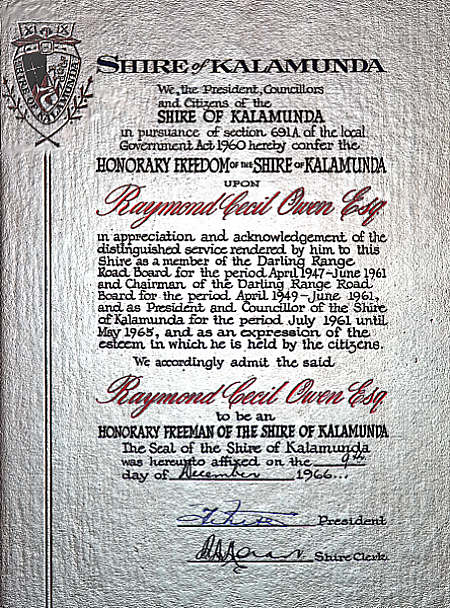 SHIRE OF KALAMUNDA
SHIRE of KALAMUNDA
We, the President, Councillors
and Citizens of the
SHIRE OF KALAMUNDA
in pursuance of section 691A of the local
Government Act 1960 hereby confer the
HONORARY FREEDOM OF THE SHIRE OF KALAMUNDA
UPON
Raymond Cecil Owen Esq.
in appreciation and acknowledgement of the
distinguished service rendered by him to this
Shire as a member of the Darling Range
Road Board for the period April 1947-June 1961
and Chairman of the Darling Range Road
Board for the period April 1949-June 1961,
and as President and Councillor of the Shire
of Kalamunda for the period July 1961 until
May 1965, and as an expression of the
esteem in which he is held by the citizens.
We accordingly admit the said
Raymond Cecil Owen Esq.
to be an
HONORARY FREEMAN OF THE SHIRE OF KALAMUNDA
The Seal of the Shire of Kalamunda
was hereunto affixed on the 9th
day of December 1966...
President
Shire Clerk